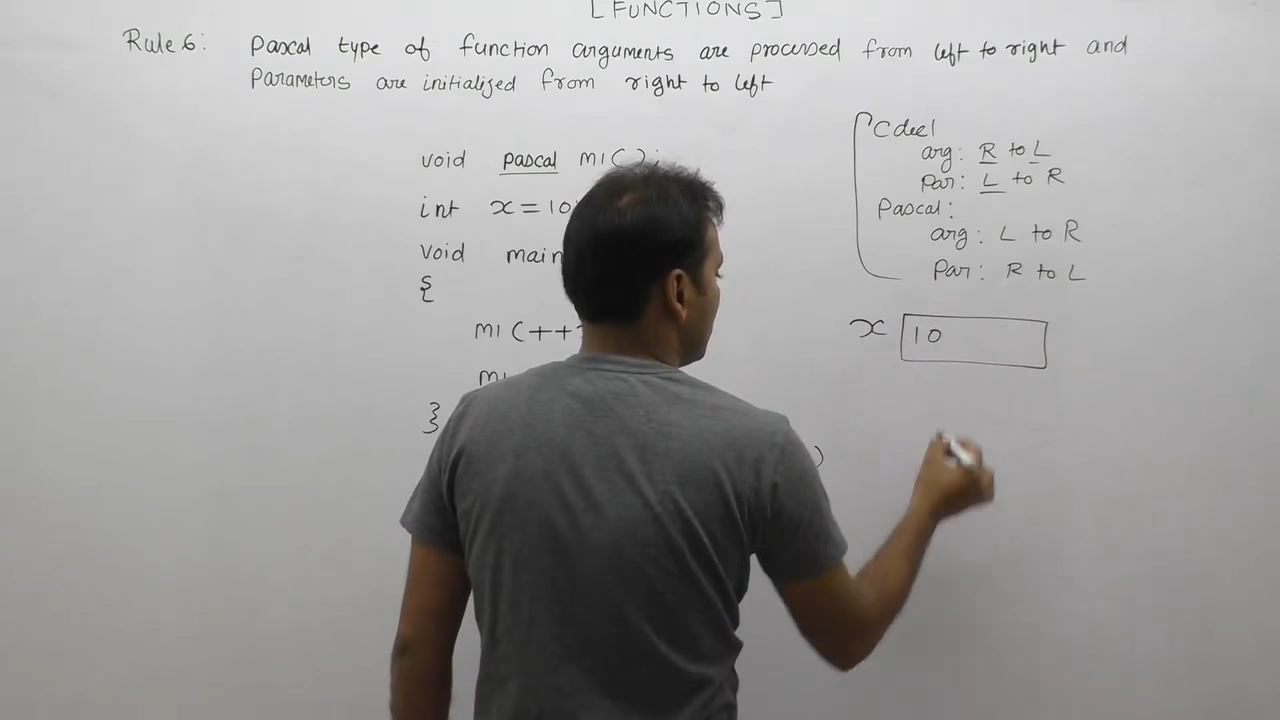 [FUNCTIONS]
Rule 6: Pascal type of function arguments are processed from left to right and
Parameters are initialized from right to left
void pascal m1();
int x=10
void main
{
m1(++
m1
}
)
Cdecl
arg: R to L
Par: L to R
Pascal:
arg: L to R
Par: R to L
x 10